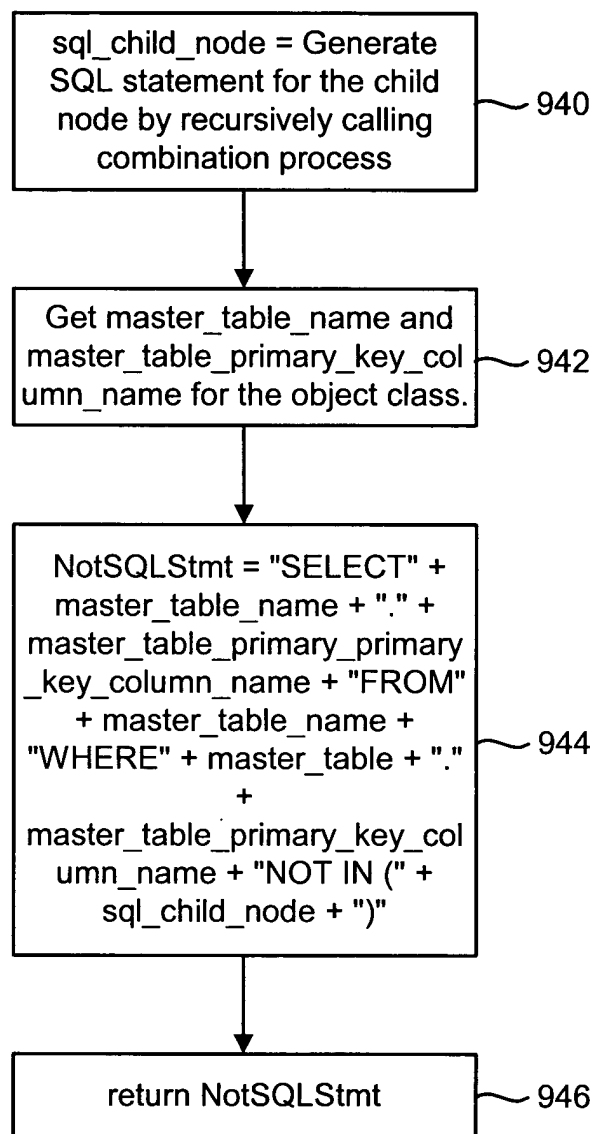 sql_child_node = Generate
SQL statement for the child
node by recursively calling
combination process
940
Get master_table_name and
master_table_primary_key_col
umn_name for the object class.
942
NotSQLStmt = "SELECT" +
master_table_name + "." +
master_table_primary_primary
_key_column_name + "FROM"
+ master_table_name +
"WHERE" + master_table + "."
+
master_table_primary_key_col
umn_name + "NOT IN (" +
sql_child_node + ")"
944
return NotSQLStmt
946